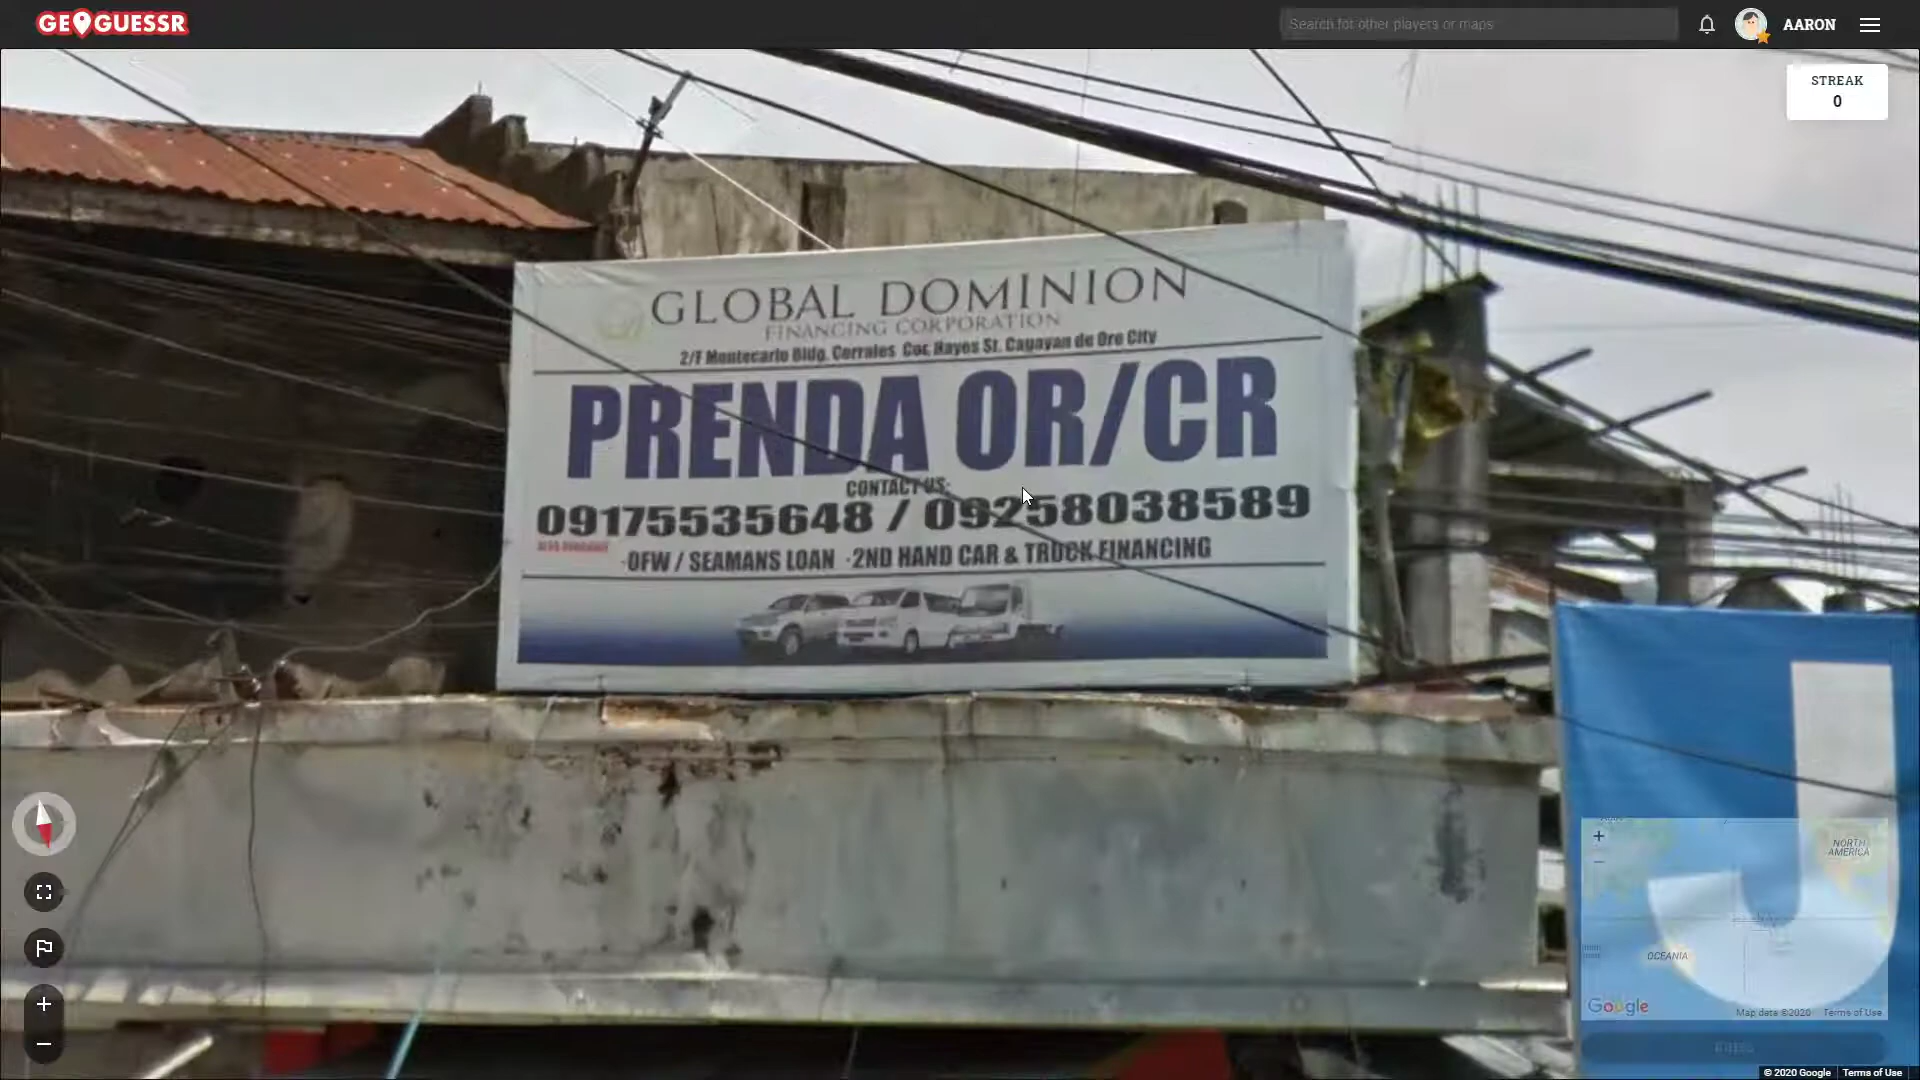 GEOGUESSR
Search for other players or maps
AARON
STREAK
0
GLOBAL DOMINION
FINANCING CORPORATION
2/F Montecarlo Bldg. Corrales Cor. Hayes St. Cagayan de Oro City
PRENDA OR/CR
CONTACT US:
09175535648 / 09258038589
·OFW / SEAMANS LOAN ·2ND HAND CAR & TRUCK FINANCING
J
NORTH
AMERICA
OCEANIA
Google
Map data ©2020
Terms of Use
© 2020 Google
Terms of Use